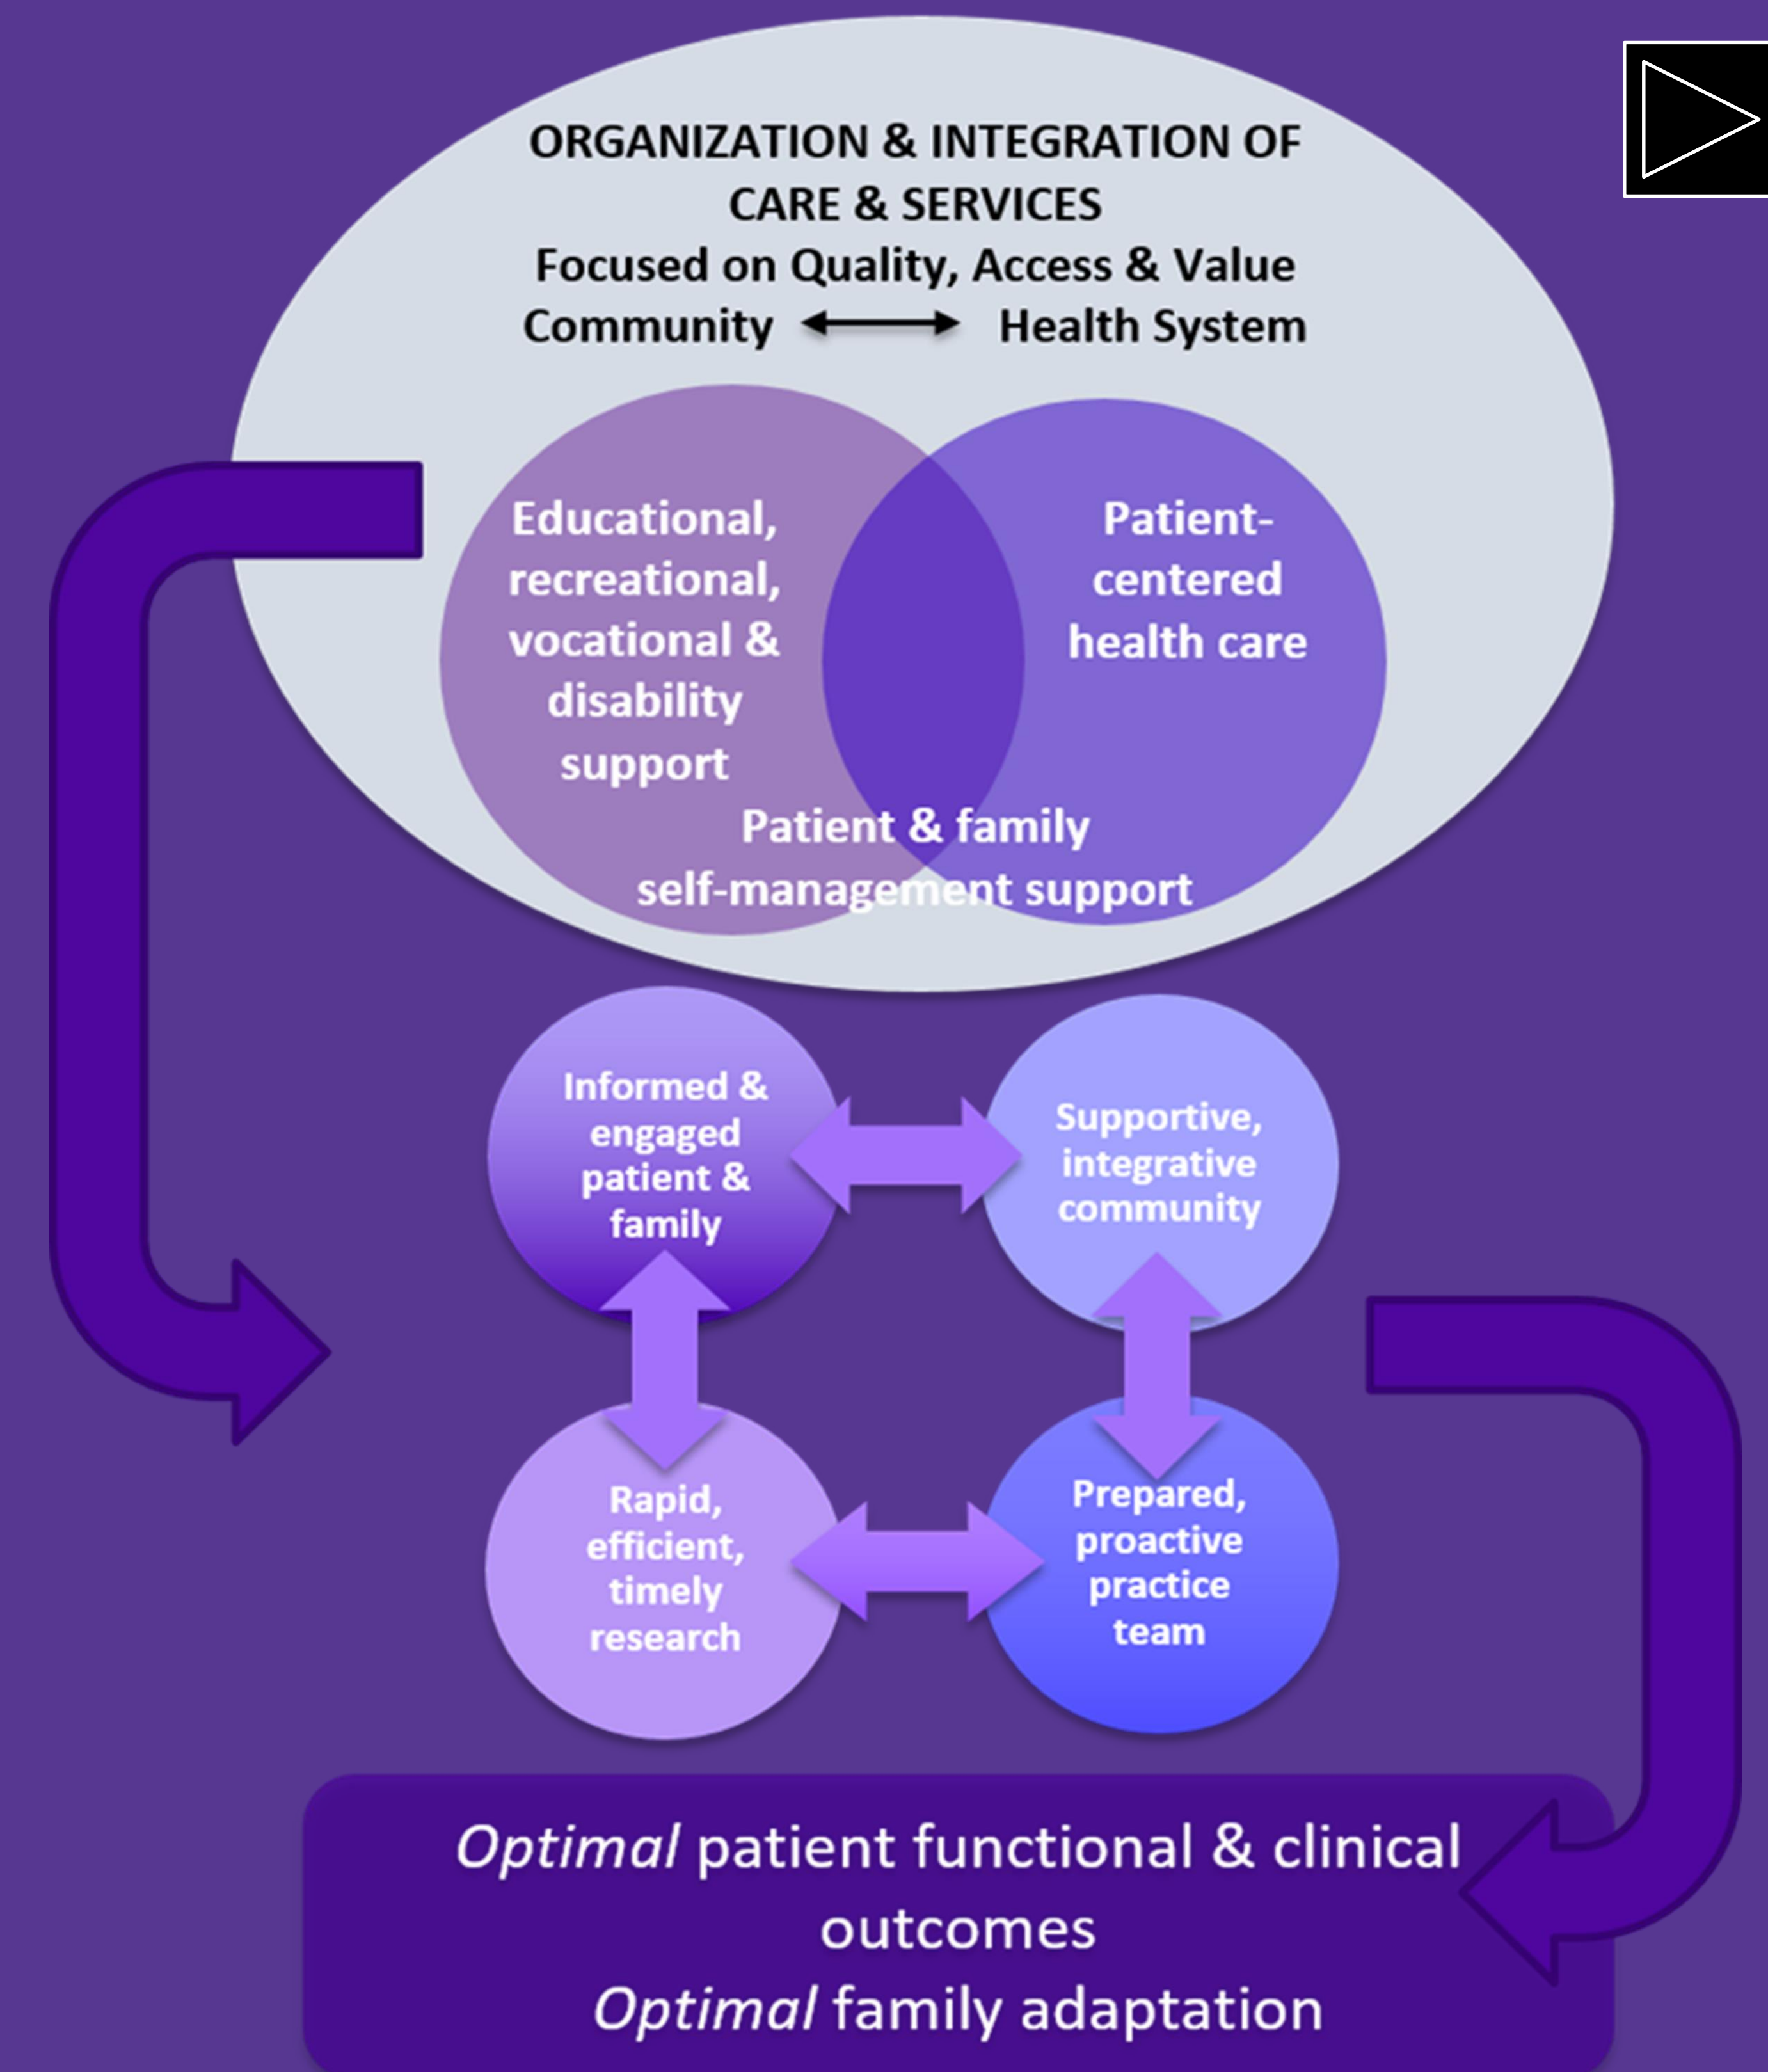 ORGANIZATION & INTEGRATION OF
CARE & SERVICES
Focused on Quality, Access & Value
Community Health System
Educational,
recreational,
vocational &
disability
support
Patient-
centered
health care
Patient & family
self-management support
Informed &
engaged
patient &
family
Supportive,
integrative
community
Rapid,
efficient,
timely
research
Prepared,
proactive
practice
team
Optimal patient functional & clinical
outcomes
Optimal family adaptation